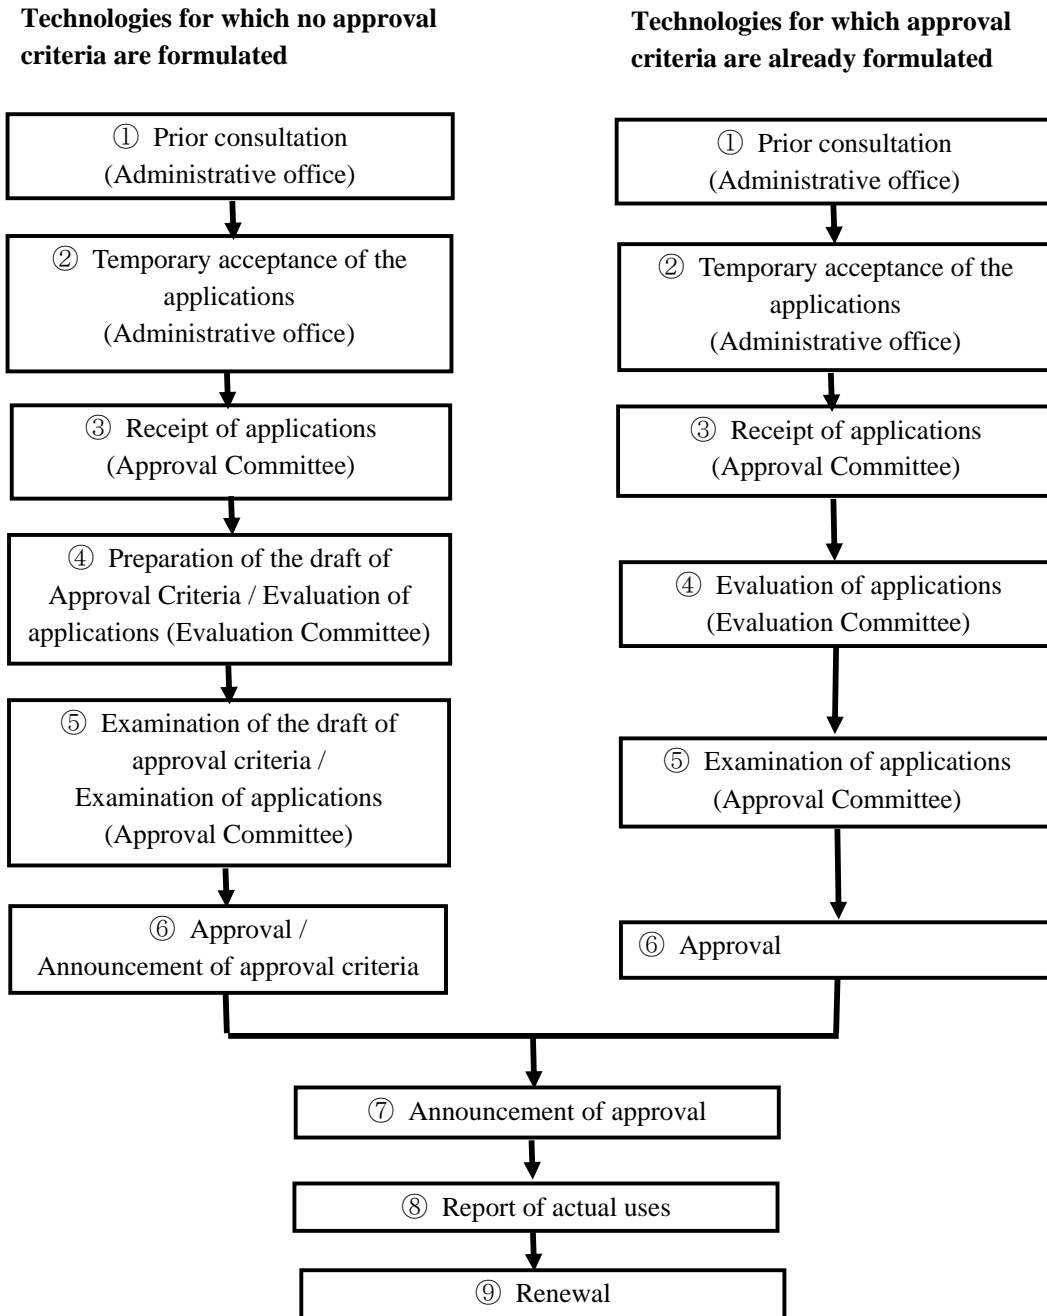 Technologies for which no approval
criteria are formulated
① Prior consultation
(Administrative office)
② Temporary acceptance of the
applications
(Administrative office)
③ Receipt of applications
(Approval Committee)
④ Preparation of the draft of
Approval Criteria / Evaluation of
applications (Evaluation Committee)
⑤ Examination of the draft of
approval criteria /
Examination of applications
(Approval Committee)
⑥ Approval /
Announcement of approval criteria
Technologies for which approval
criteria are already formulated
① Prior consultation
(Administrative office)
② Temporary acceptance of the
applications
(Administrative office)
③ Receipt of applications
(Approval Committee)
④ Evaluation of applications
(Evaluation Committee)
⑤ Examination of applications
(Approval Committee)
⑥ Approval
⑦ Announcement of approval
⑧ Report of actual uses
⑨ Renewal